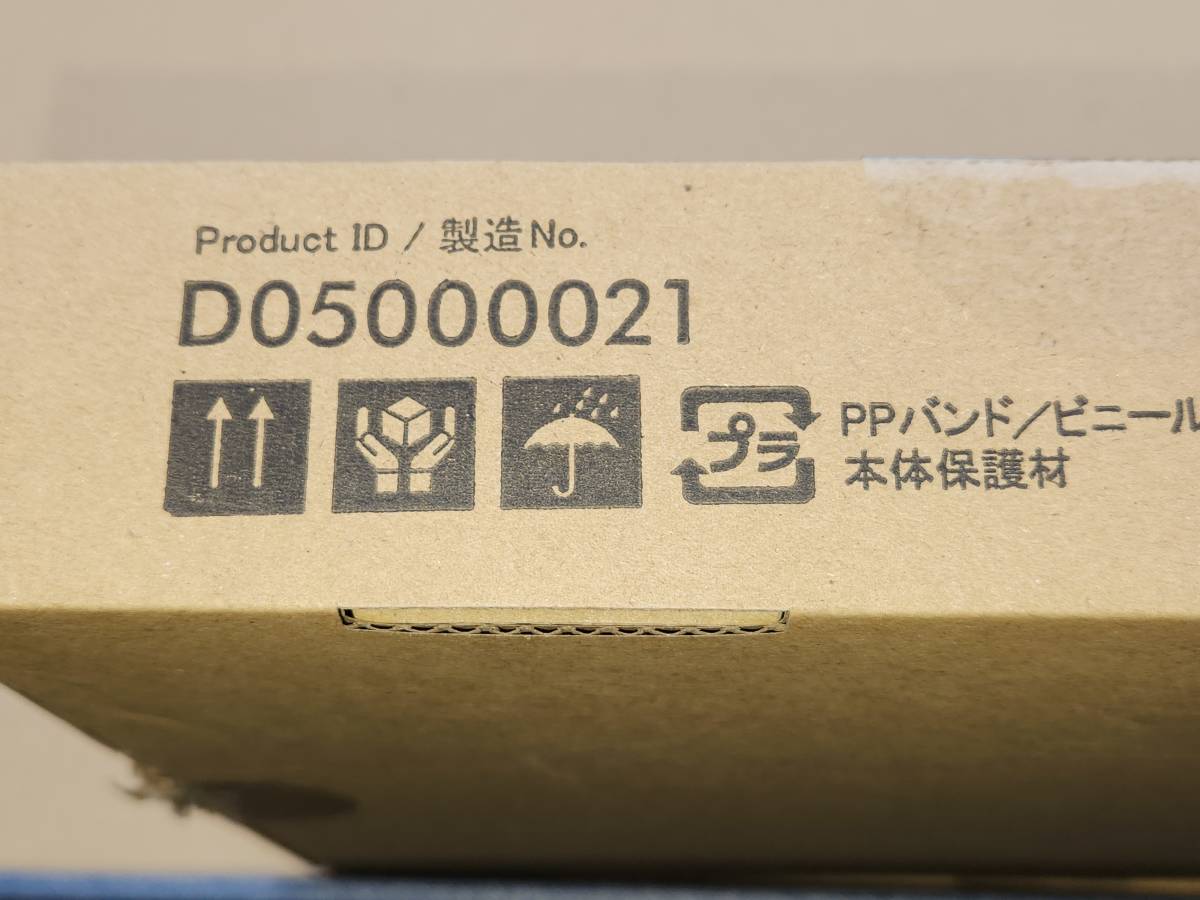 Product ID / 製造No.
D05000021
プラ
PPバンド/ビニール
本体保護材